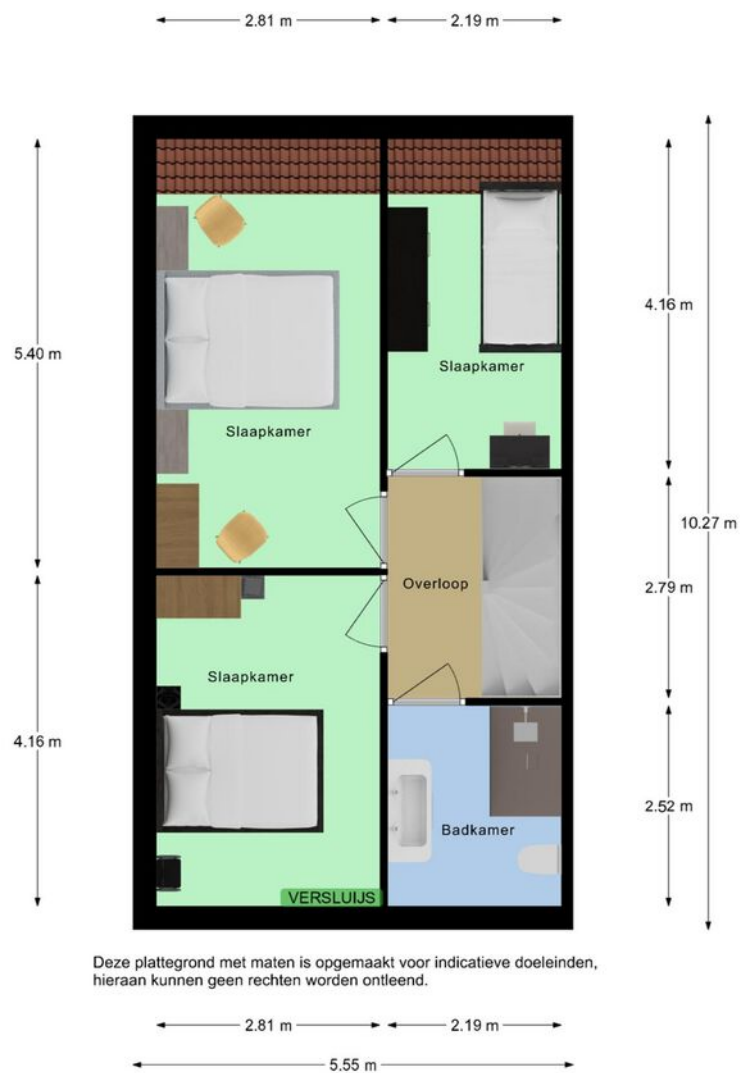 2.81 m
2.19 m
5.40 m
4.16 m
Slaapkamer
Slaapkamer
10.27 m
Overloop
2.79 m
Slaapkamer
4.16 m
2.52 m
Badkamer
VERSLUIJS
Deze plattegrond met maten is opgemaakt voor indicatieve doeleinden,
hieraan kunnen geen rechten worden ontleend.
2.81 m
2.19 m
5.55 m